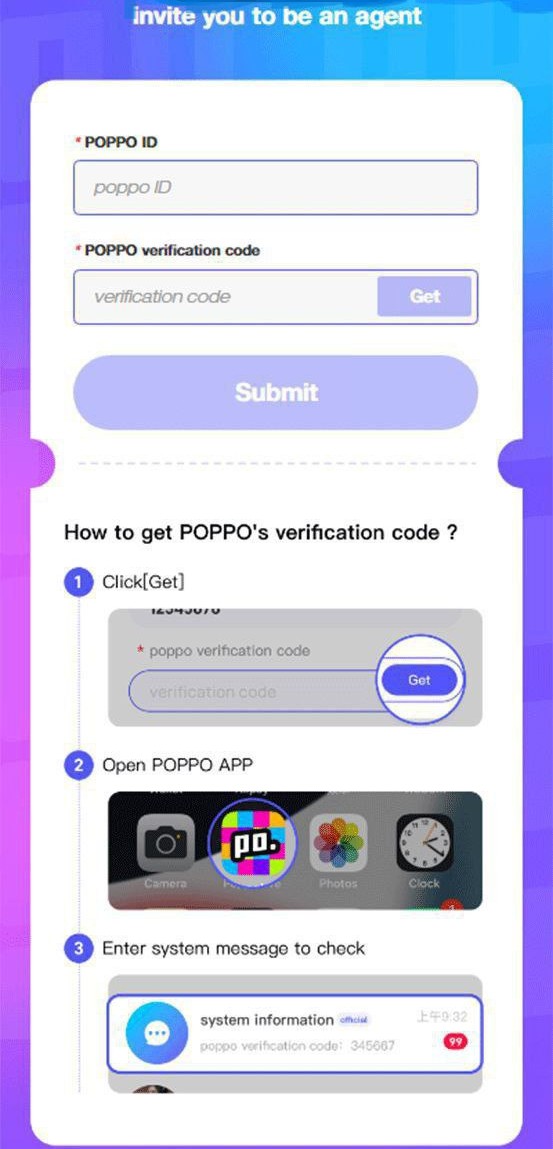 invite you to be an agent
* POPPO ID
poppo ID
* POPPO verification code
verification code
Get
Submit
How to get POPPO's verification code ?
1 Click[Get]
12345678
* poppo verification code
verification code
Get
2 Open POPPO APP
po.
Camera
Photos
Clock
1
3 Enter system message to check
system information official
上午9:32
poppo verification code: 345667
99